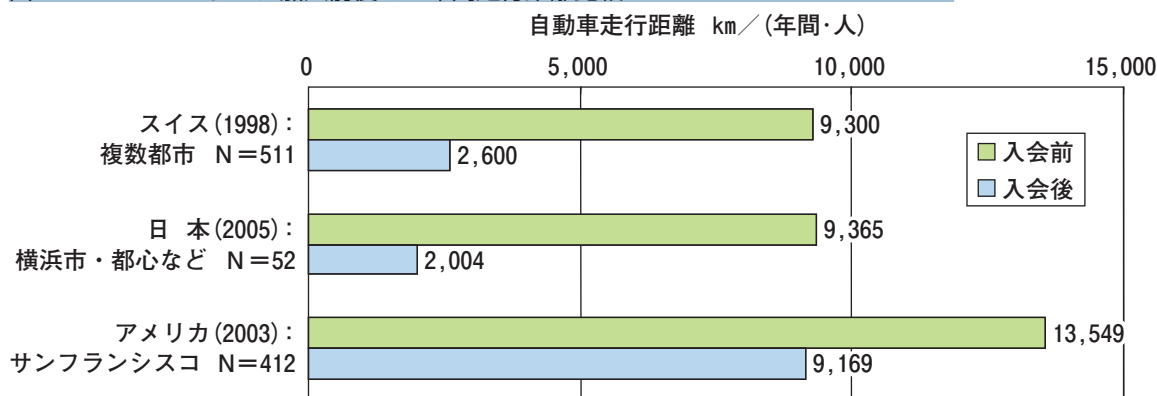 自動車走行距離 km／(年間･人)
0 5,000 10,000 15,000
スイス(1998)：
複数都市 N＝511
9,300
2,600
入会前
入会後
日 本(2005)：
横浜市・都心など N＝52
9,365
2,004
アメリカ(2003)：
サンフランシスコ N＝412
13,549
9,169